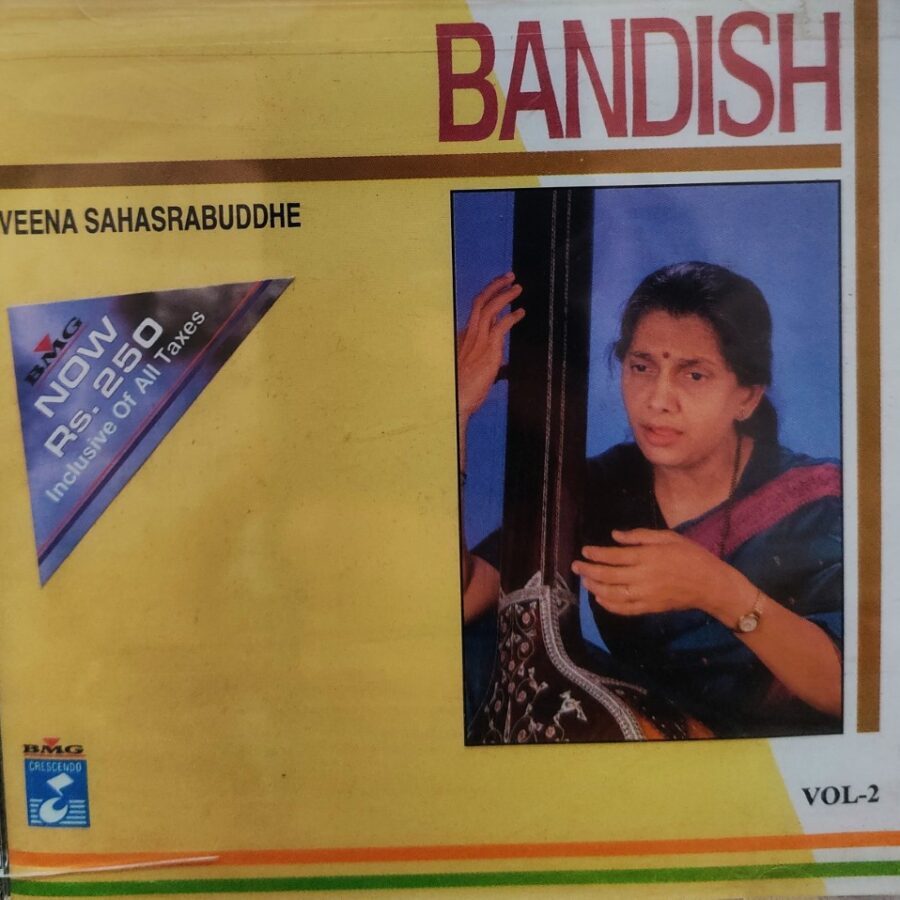 BANDISH
VEENA SAHASRABUDDHE
BMG
NOW
Rs. 250
Inclusive Of All Taxes
BMG
CRESCENDO
VOL-2